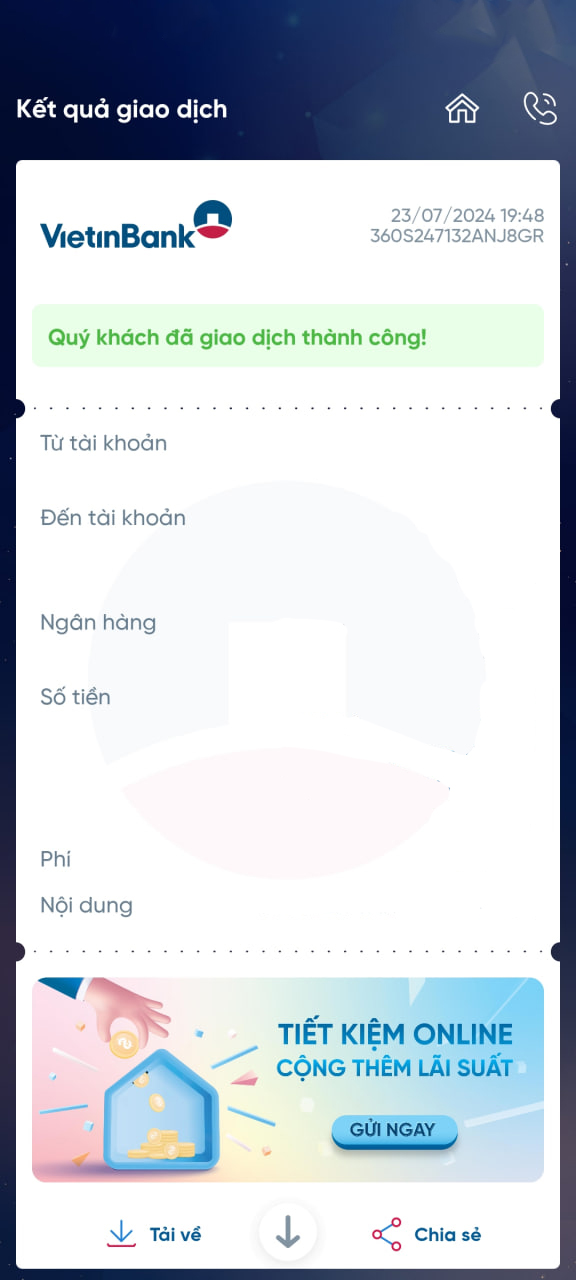 Kết quả giao dịch
VietinBank
23/07/2024 19:48
360S247132ANJ8GR
Quý khách đã giao dịch thành công!
Từ tài khoản
Đến tài khoản
Ngân hàng
Số tiền
Phí
Nội dung
TIẾT KIỆM ONLINE
CỘNG THÊM LÃI SUẤT
GỬI NGAY
Tải về
Chia sẻ